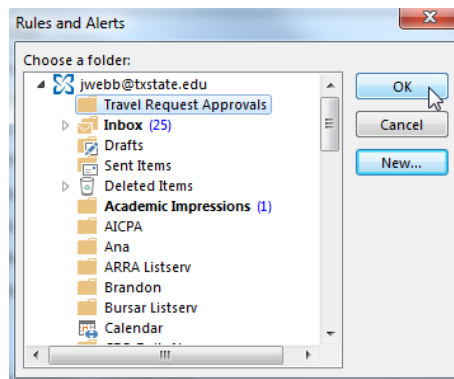 Rules and Alerts
Choose a folder:
jwebb@txstate.edu
Travel Request Approvals
Inbox (25)
Drafts
Sent Items
Deleted Items
Academic Impressions (1)
AICPA
Ana
ARRA Listserv
Brandon
Bursar Listserv
Calendar
OK
Cancel
New...